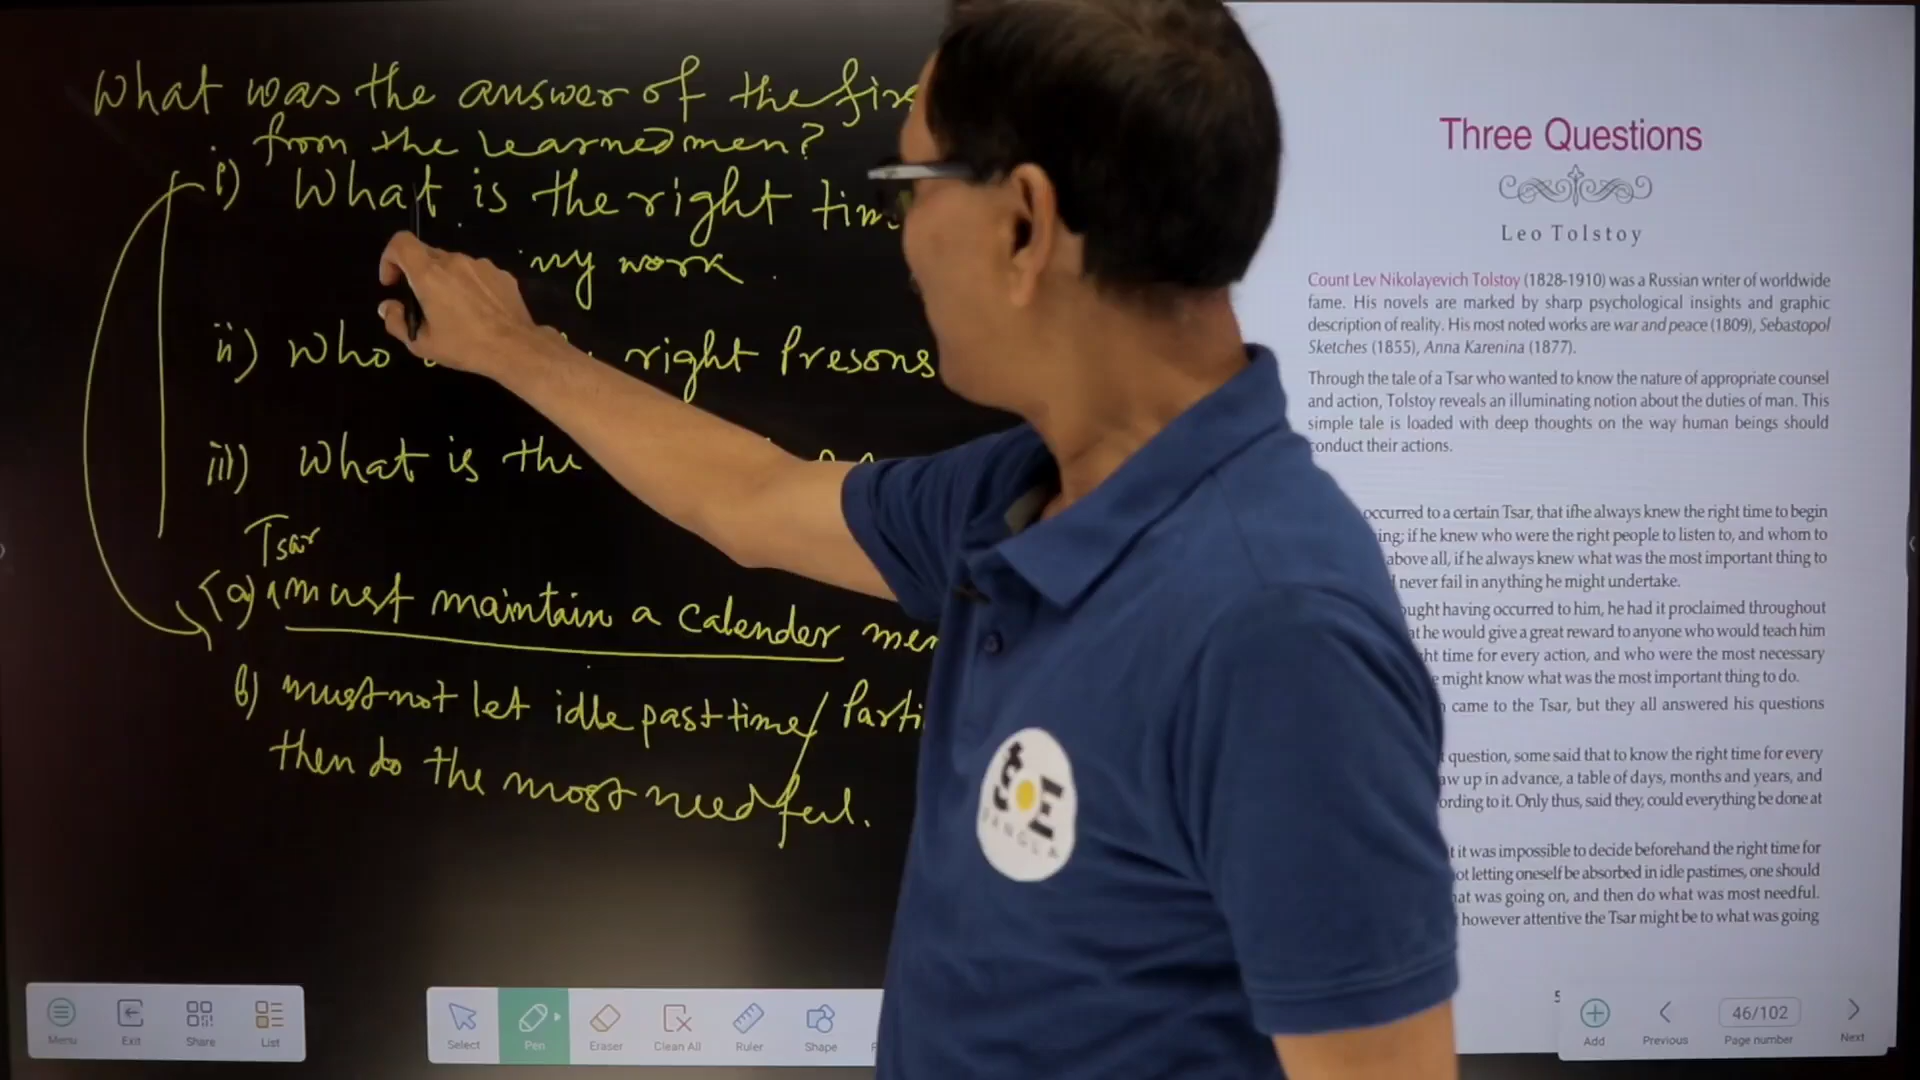 What was the answer of the
from the learned men?
i) What is the right
ny work.
ii) Who right Presons
iii) What is the
Tsar
(a) must maintain a Calender
b) must not let idle past time/
then do the most needful.
Three Questions
Leo Tolstoy
Count Lev Nikolayevich Tolstoy (1828-1910) was a Russian writer of worldwide
fame. His novels are marked by sharp psychological insights and graphic
description of reality. His most noted works are war and peace (1809), Sebastopol
Sketches (1855), Anna Karenina (1877).
Through the tale of a Tsar who wanted to know the nature of appropriate counsel
and action, Tolstoy reveals an illuminating notion about the duties of man. This
simple tale is loaded with deep thoughts on the way human beings should
conduct their actions.
occurred to a certain Tsar, that ifhe always knew the right time to begin
ing; if he knew who were the right people to listen to, and whom to
above all, if he always knew what was the most important thing to
never fail in anything he might undertake.
ought having occurred to him, he had it proclaimed throughout
at he would give a great reward to anyone who would teach him
ht time for every action, and who were the most necessary
e might know what was the most important thing to do.
came to the Tsar, but they all answered his questions
question, some said that to know the right time for every
aw up in advance, a table of days, months and years, and
ording to it. Only thus, said they, could everything be done at
t it was impossible to decide beforehand the right time for
ot letting oneself be absorbed in idle pastimes, one should
hat was going on, and then do what was most needful.
however attentive the Tsar might be to what was going
Menu Exit Share List
Select Pen Eraser Clean All Ruler Shape
Add Previous 46/102 Page number Next